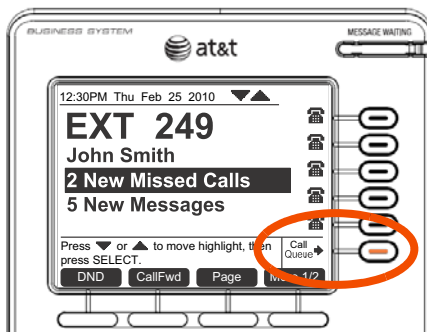 BUSINESS SYSTEM
MESSAGE WAITING
at&t
12:30PM Thu Feb 25 2010
EXT 249
John Smith
2 New Missed Calls
5 New Messages
Press ▼ or ▲ to move highlight, then
press SELECT.
Call
Queue
DND CallFwd Page More 1/2